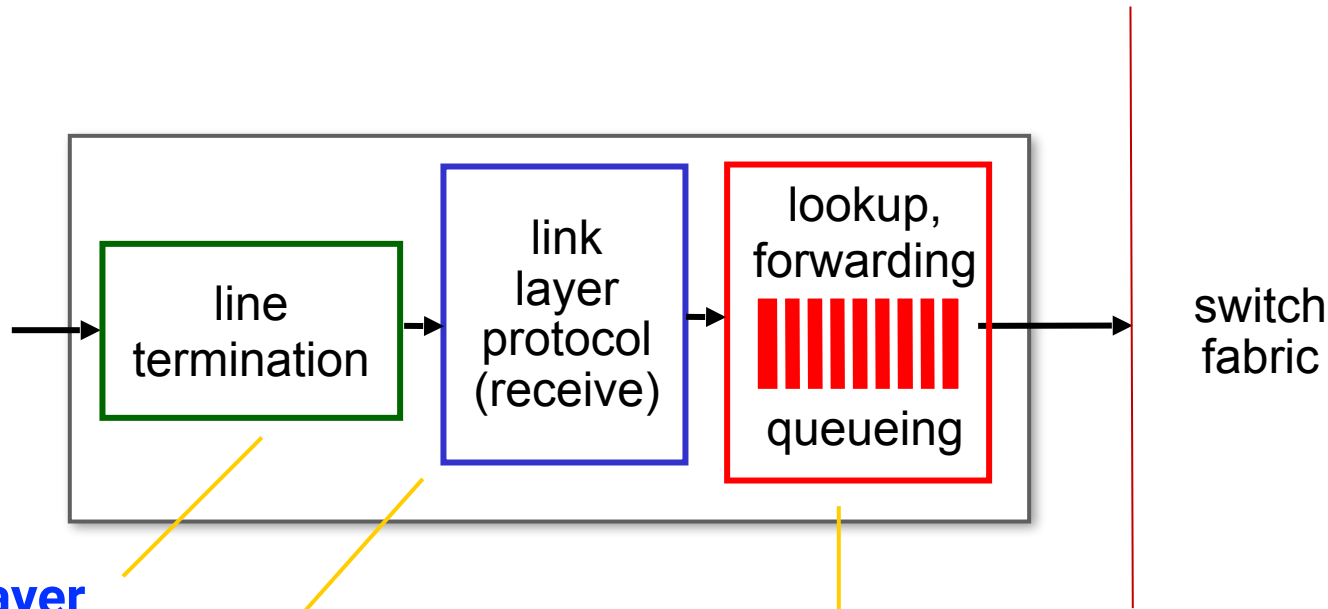 line
termination
link
layer
protocol
(receive)
lookup,
forwarding
queueing
switch
fabric